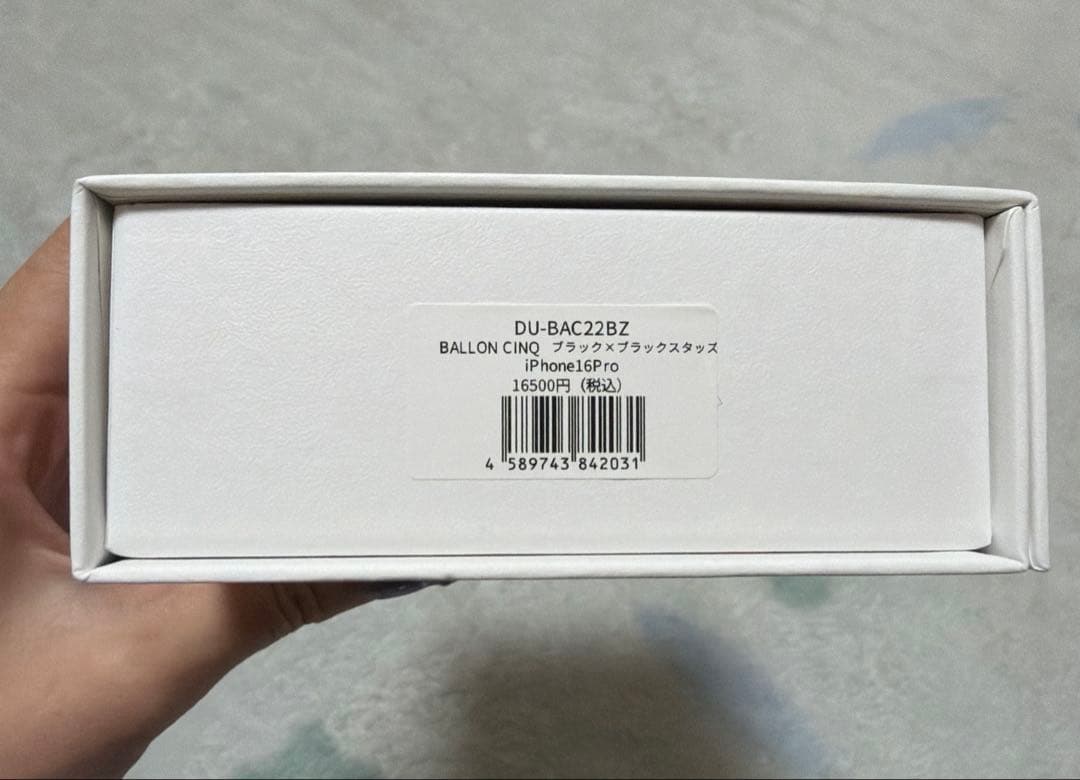 DU-BAC22BZ
BALLON CINQ ブラック×ブラックスタッズ
iPhone16Pro
16500円（税込）
4 589743 842031